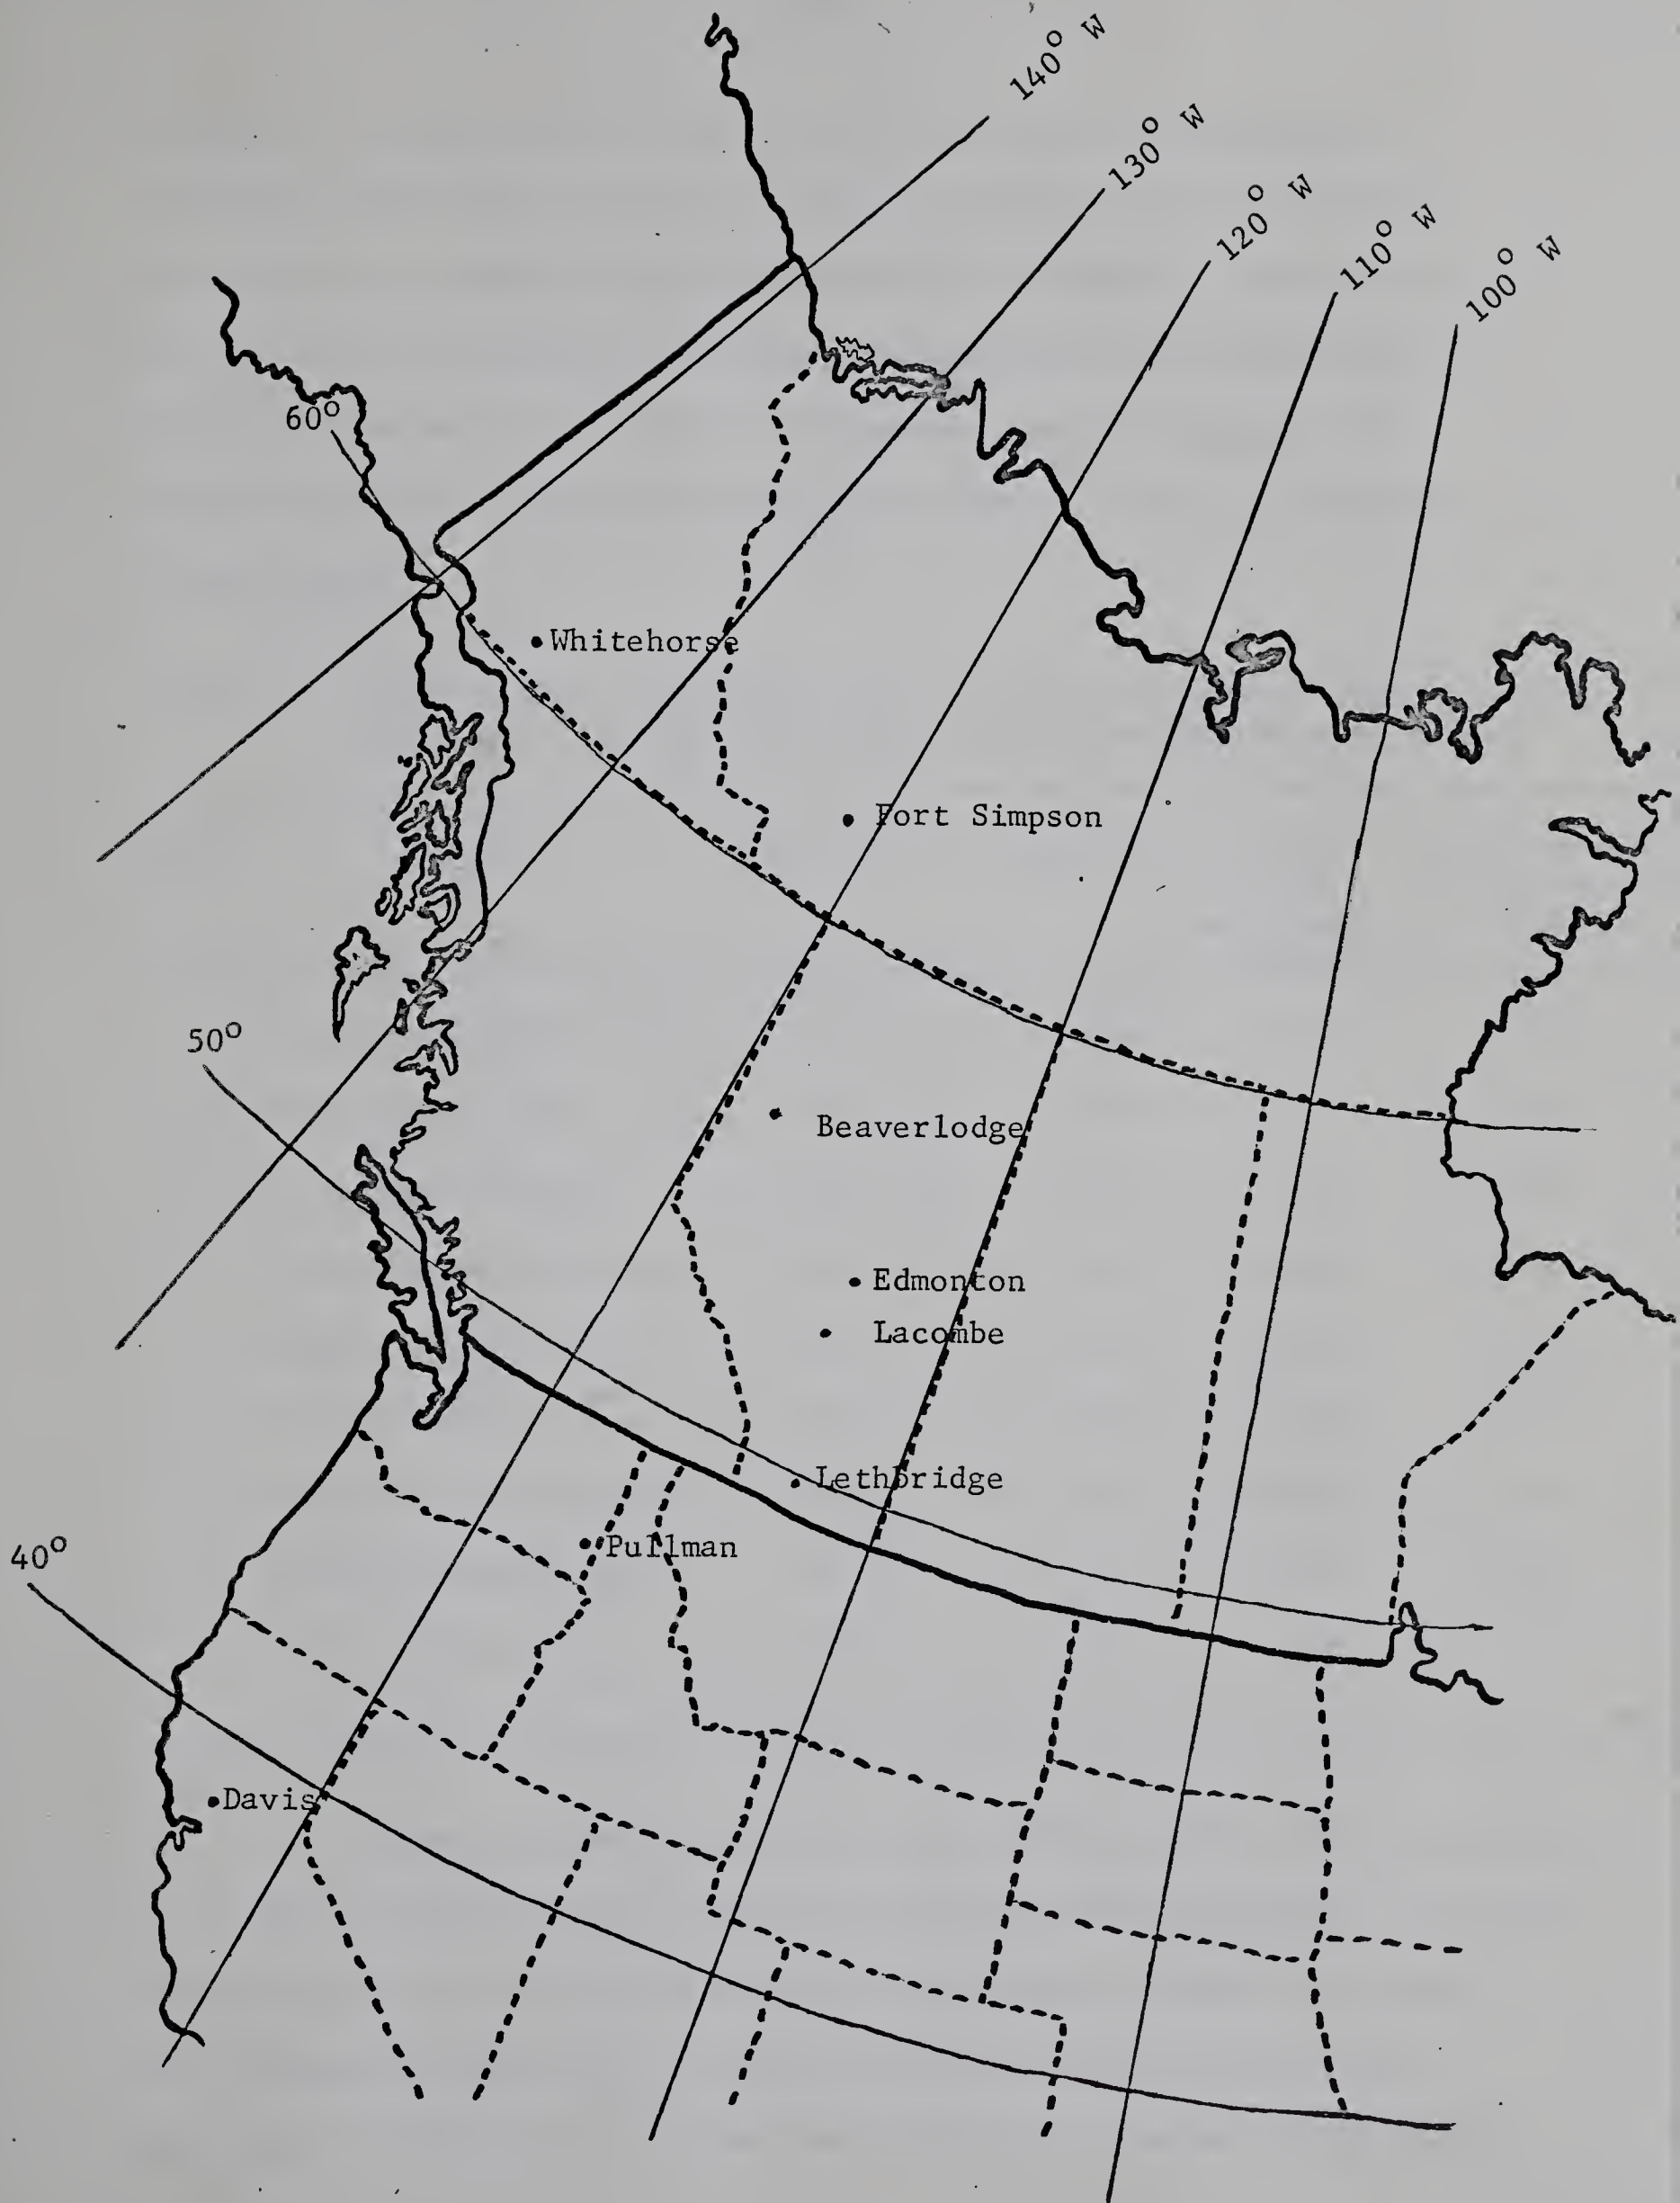 140° W
130° W
120° W
110° W
100° W
60°
Whitehorse
Fort Simpson
50°
Beaverlodge
Edmonton
Lacombe
Lethbridge
Pullman
40°
Davis